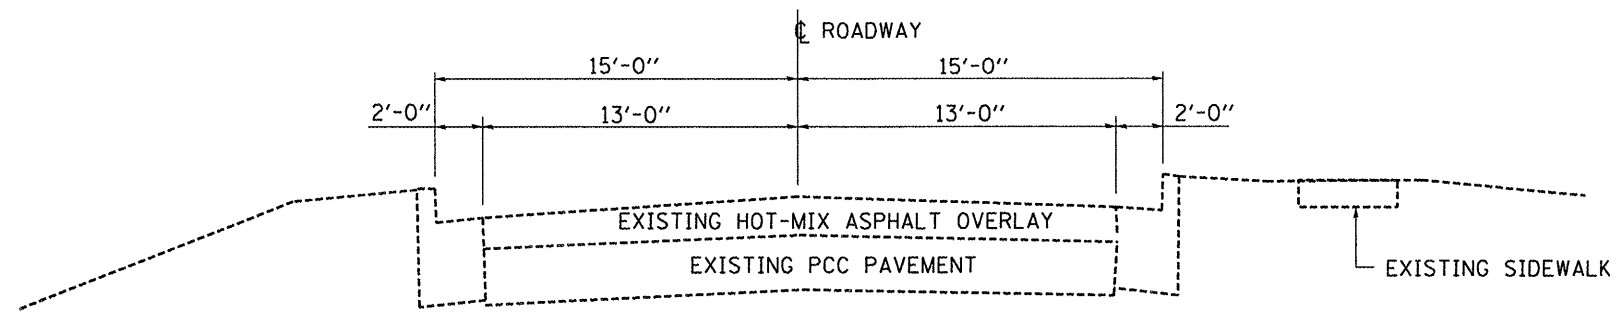 ℄ ROADWAY
15'-0" 15'-0"
2'-0" 13'-0" 13'-0" 2'-0"
EXISTING HOT-MIX ASPHALT OVERLAY
EXISTING PCC PAVEMENT
EXISTING SIDEWALK